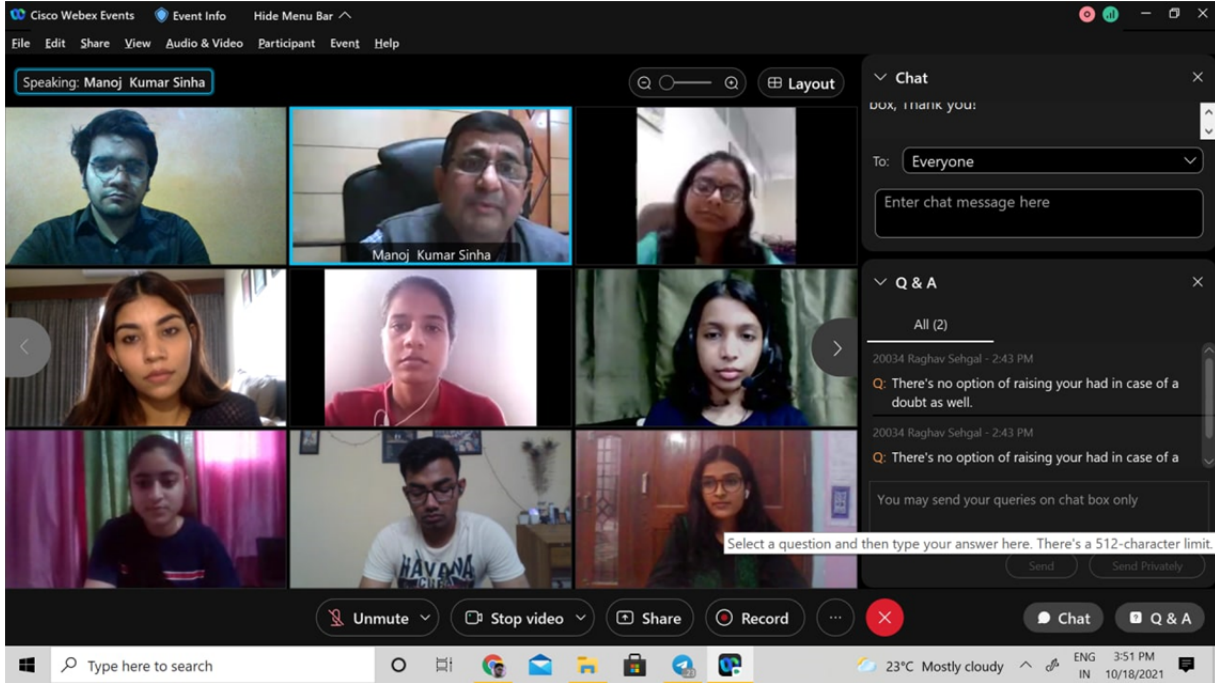 Cisco Webex Events Event Info Hide Menu Bar
File Edit Share View Audio & Video Participant Event Help
Speaking: Manoj Kumar Sinha
Layout
Manoj Kumar Sinha
HAVANA
Chat
box, Thank you!
To: Everyone
Enter chat message here
Q & A
All (2)
20034 Raghav Sehgal - 2:43 PM
Q: There's no option of raising your had in case of a
doubt as well.
20034 Raghav Sehgal - 2:43 PM
Q: There's no option of raising your had in case of a
You may send your queries on chat box only
Select a question and then type your answer here. There's a 512-character limit.
Send Send Privately
Unmute Stop video Share Record Chat Q & A
Type here to search
23°C Mostly cloudy
ENG
IN
3:51 PM
10/18/2021